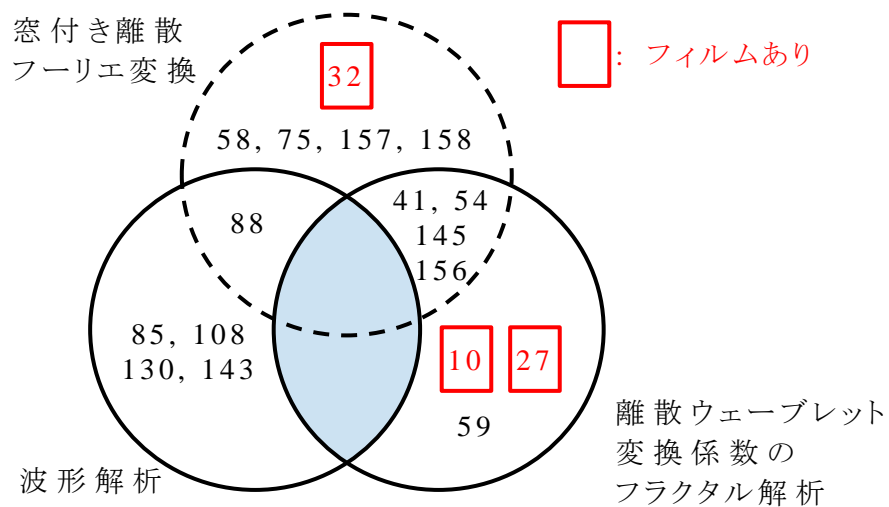 窓付き離散
フーリエ変換
: フィルムあり
32
58, 75, 157, 158
88
41, 54
145
156
85, 108
130, 143
10
27
59
波形解析
離散ウェーブレット
変換係数の
フラクタル解析